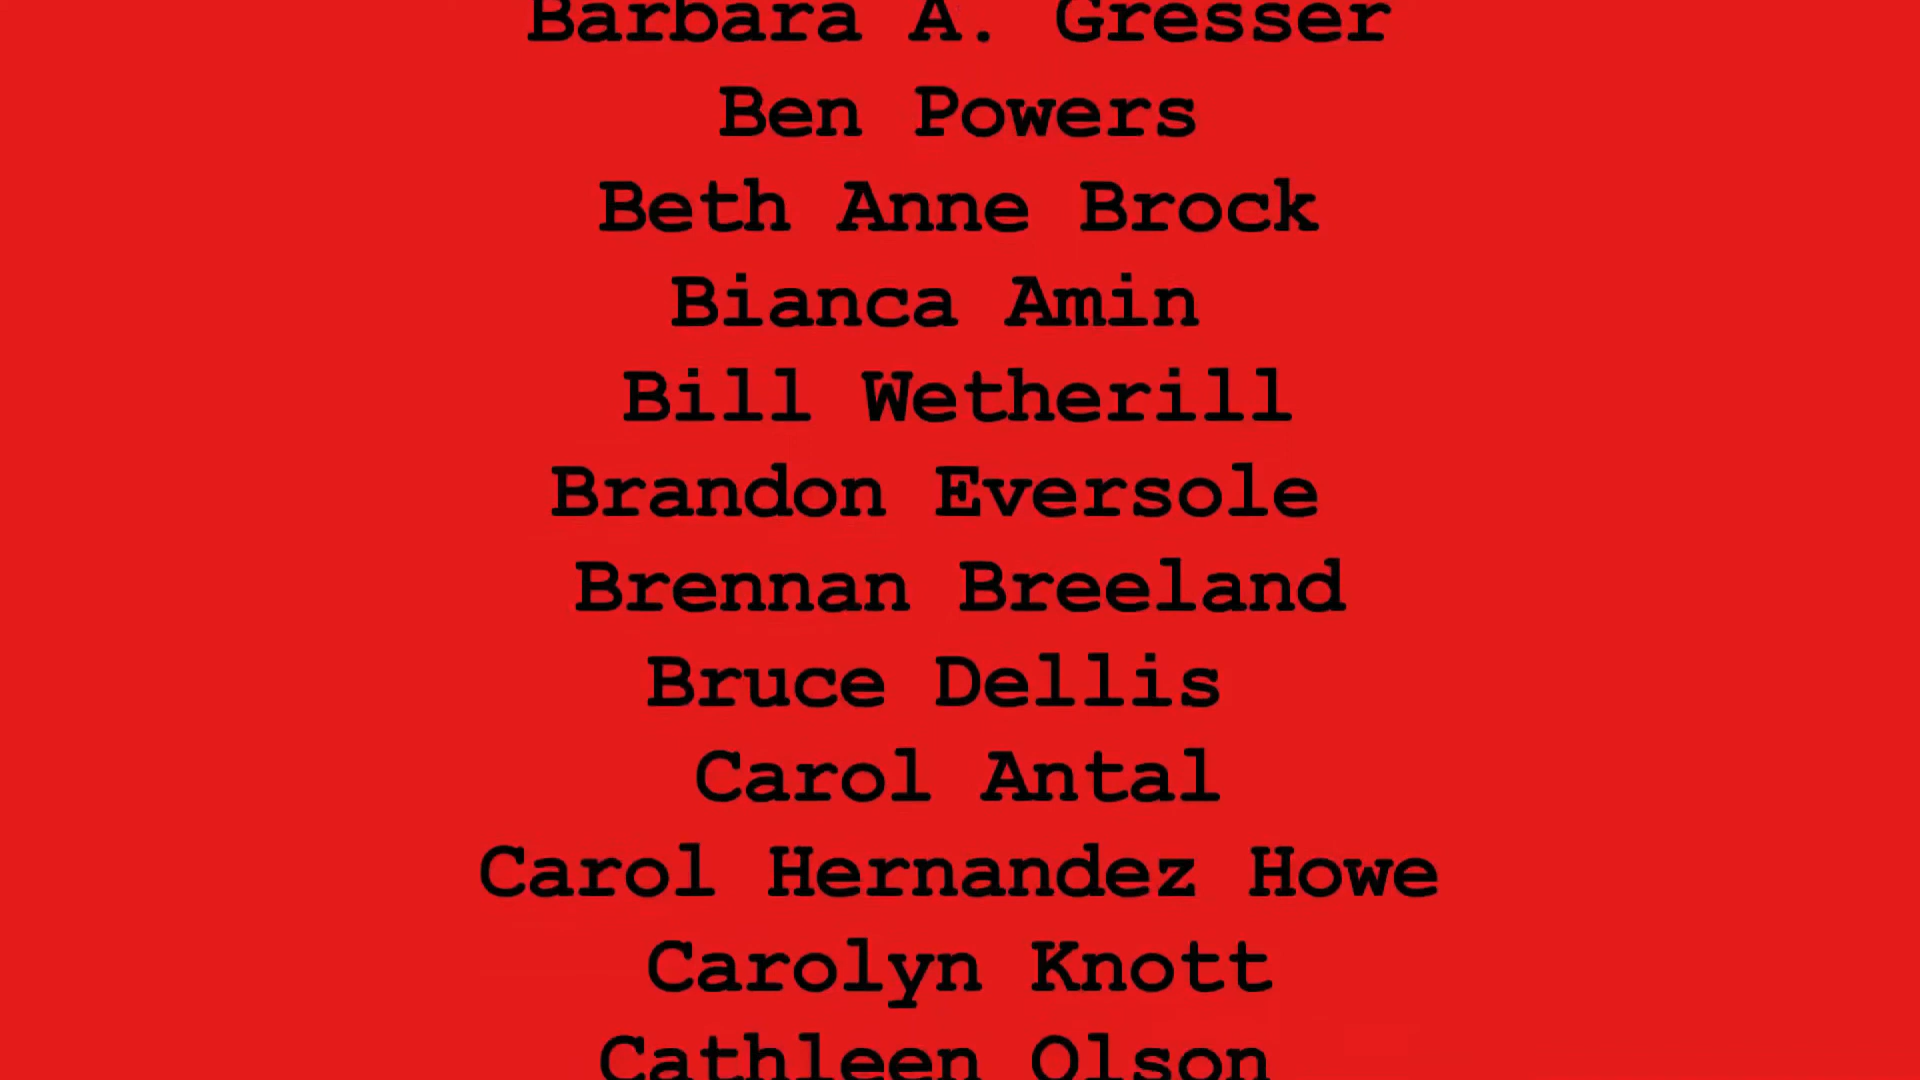 Barbara A. Gresser
Ben Powers
Beth Anne Brock
Bianca Amin
Bill Wetherill
Brandon Eversole
Brennan Breeland
Bruce Dellis
Carol Antal
Carol Hernandez Howe
Carolyn Knott
Cathleen Olson